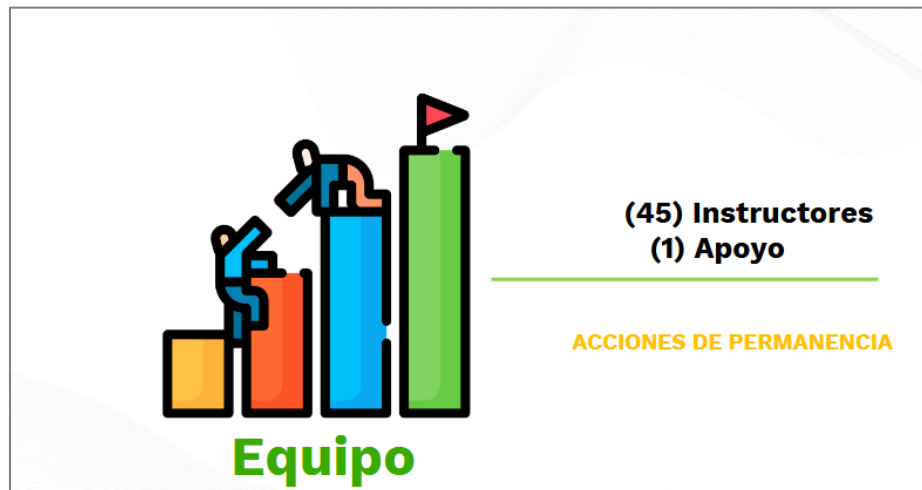 (45) Instructores
(1) Apoyo
ACCIONES DE PERMANENCIA
Equipo